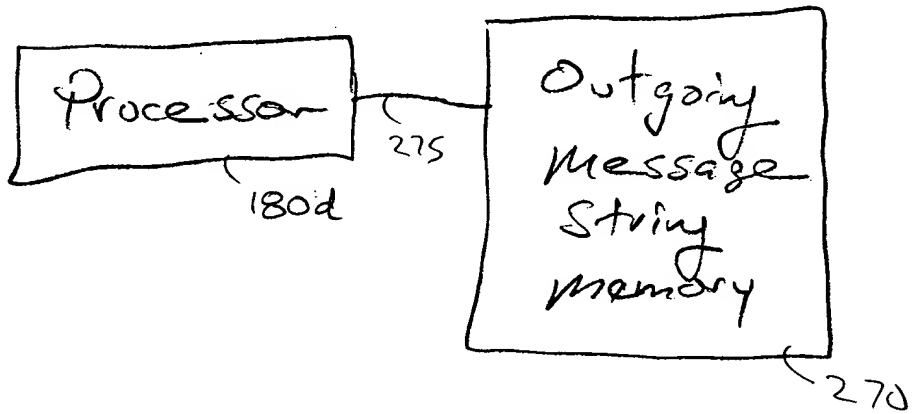 Processor
275
180d
Outgoing
Message
String
Memory
270